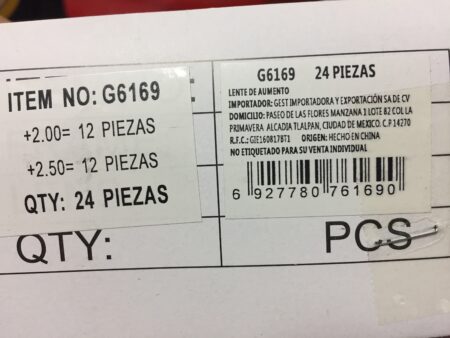 ITEM NO: G6169
+2.00= 12 PIEZAS
+2.50= 12 PIEZAS
QTY: 24 PIEZAS
G6169 24 PIEZAS
LENTE DE AUMENTO
IMPORTADOR: GEST IMPORTADORA Y EXPORTACIÓN SA DE CV
DOMICILIO: PASEO DE LAS FLORES MANZANA 1 LOTE 82 COL LA
PRIMAVERA ALCADIA TLALPAN, CIUDAD DE MEXICO. C.P 14270
R.F.C.: GIE160817BT1 ORIGEN: HECHO EN CHINA
NO ETIQUETADO PARA SU VENTA INDIVIDUAL
6 927780 761690
QTY: PCS